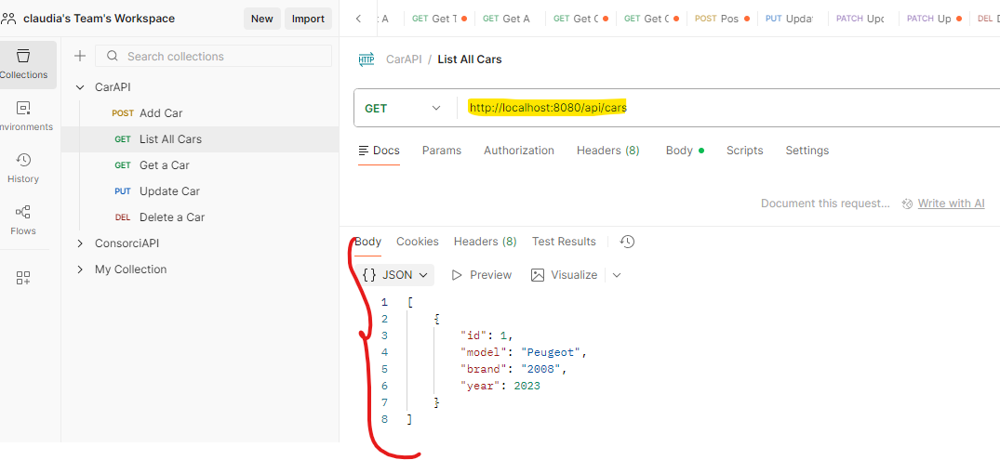 claudia's Team's Workspace
New
Import
Collections
nvironments
History
Flows
Search collections
CarAPI
POST Add Car
GET List All Cars
GET Get a Car
PUT Update Car
DEL Delete a Car
ConsorciAPI
My Collection
A GET Get T GET Get A GET Get C GET Get C POST Pos PUT Upda PATCH Upc PATCH Up DEL
HTTP CarAPI / List All Cars
GET http://localhost:8080/api/cars
Docs Params Authorization Headers (8) Body Scripts Settings
Document this request... Write with AI
Body Cookies Headers (8) Test Results
{} JSON Preview Visualize
1 [
2 {
3 "id": 1,
4 "model": "Peugeot",
5 "brand": "2008",
6 "year": 2023
7 }
8 ]